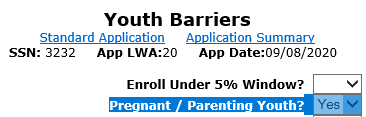 Youth Barriers
Standard Application Application Summary
SSN: 3232 App LWA:20 App Date:09/08/2020
Enroll Under 5% Window?
Pregnant / Parenting Youth? Yes